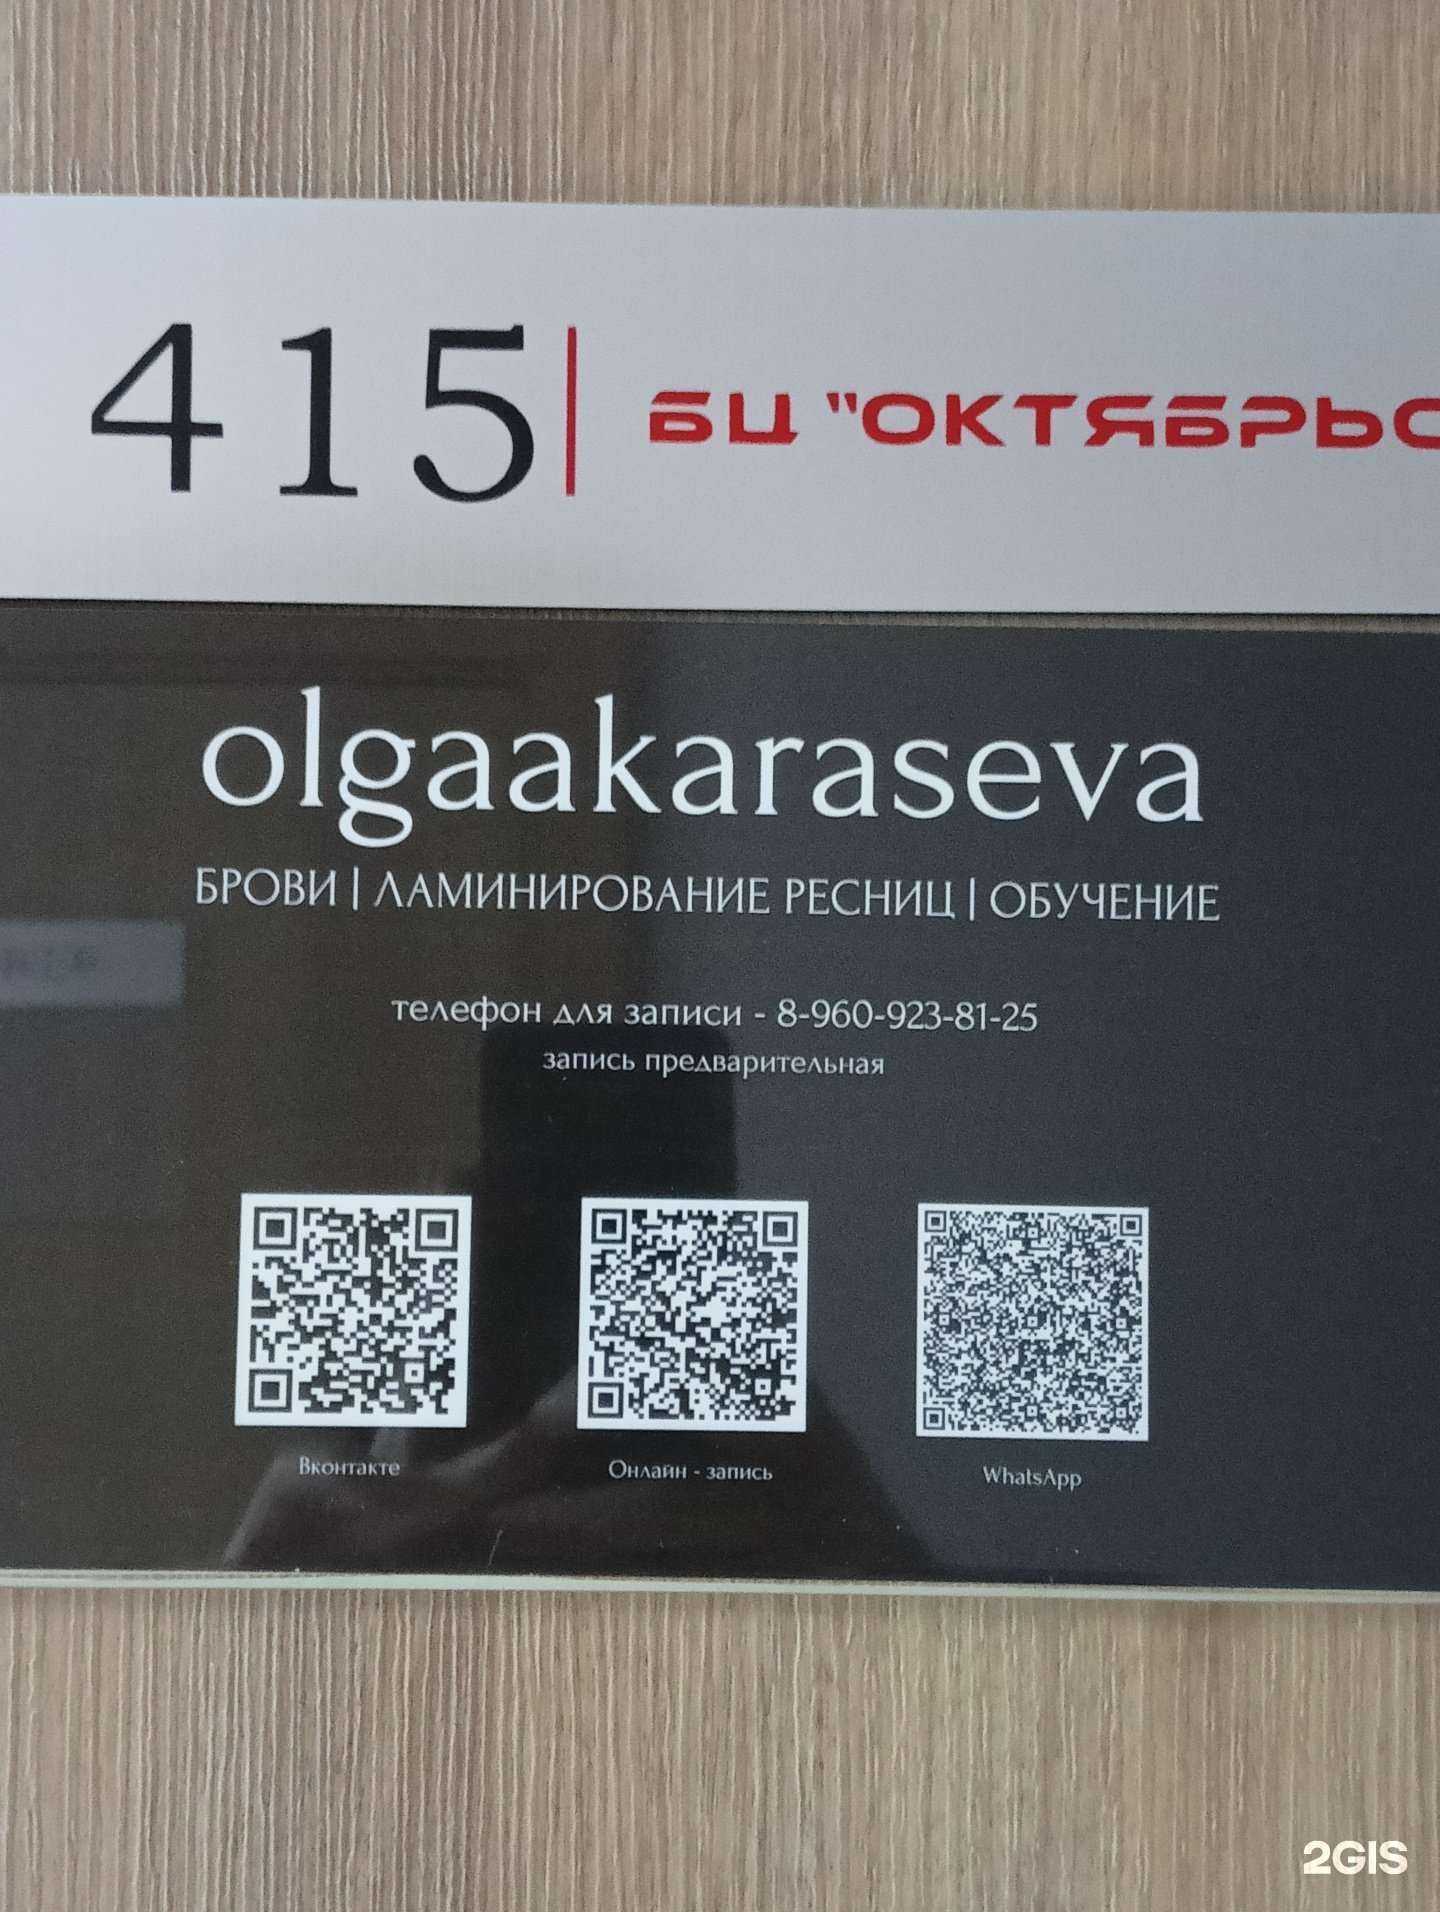 415| БЦ "ОКТЯБРЬС
olgaakaraseva
БРОВИ | ЛАМИНИРОВАНИЕ РЕСНИЦ | ОБУЧЕНИЕ
телефон для записи - 8-960-923-81-25
запись предварительная
Вконтакте
Онлайн - запись
WhatsApp
2GIS